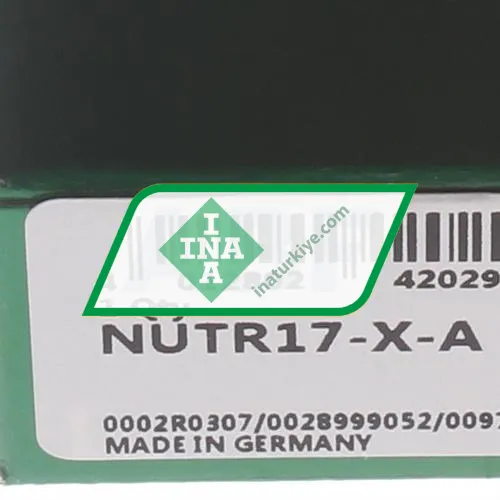 I
INA
A
inaturkiye.com
42029
NUTR17-X-A
0002R0307/0028999052/0097
MADE IN GERMANY